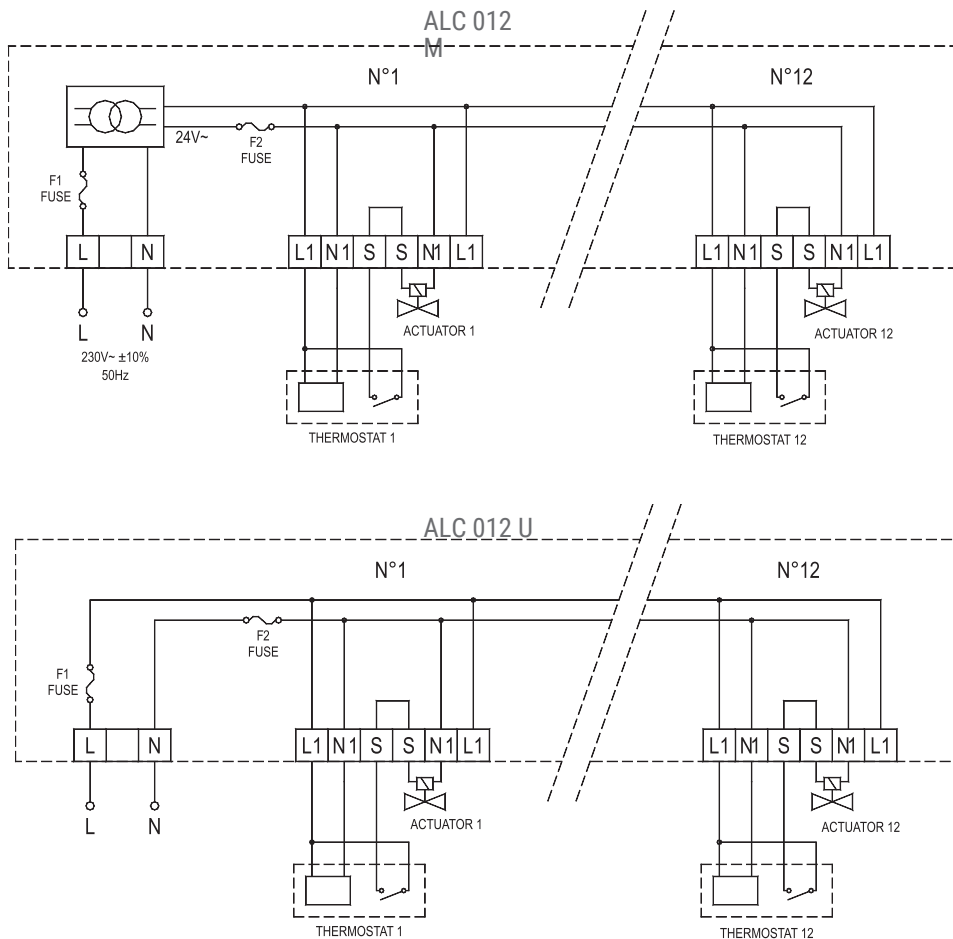 ALC 012
M
N°1
N°12
24V~
F2
FUSE
F1
FUSE
L N
L1 N1 S S N1 L1
L1 N1 S S N1 L1
L N
230V~ ±10%
50Hz
ACTUATOR 1
ACTUATOR 12
THERMOSTAT 1
THERMOSTAT 12
ALC 012 U
N°1
N°12
F2
FUSE
F1
FUSE
L N
L1 N1 S S N1 L1
L1 N1 S S N1 L1
L N
ACTUATOR 1
ACTUATOR 12
THERMOSTAT 1
THERMOSTAT 12